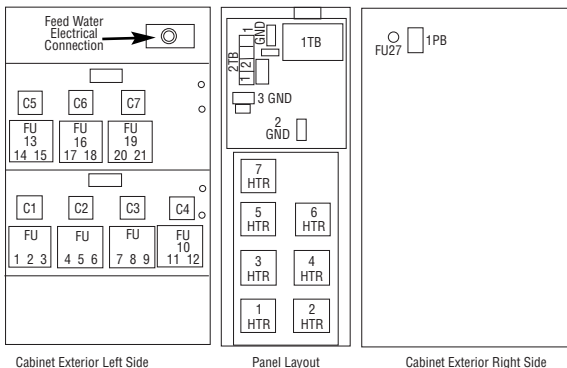 Feed Water
Electrical
Connection
C5 C6 C7
FU
13
14 15
FU
16
17 18
FU
19
20 21
C1 C2 C3 C4
FU
1 2 3
FU
4 5 6
FU
7 8 9
FU
10
11 12
Cabinet Exterior Left Side
1
GND
1TB
2TB
1 2
3 GND
2
GND
7
HTR
5
HTR
6
HTR
3
HTR
4
HTR
1
HTR
2
HTR
Panel Layout
FU27
1PB
Cabinet Exterior Right Side